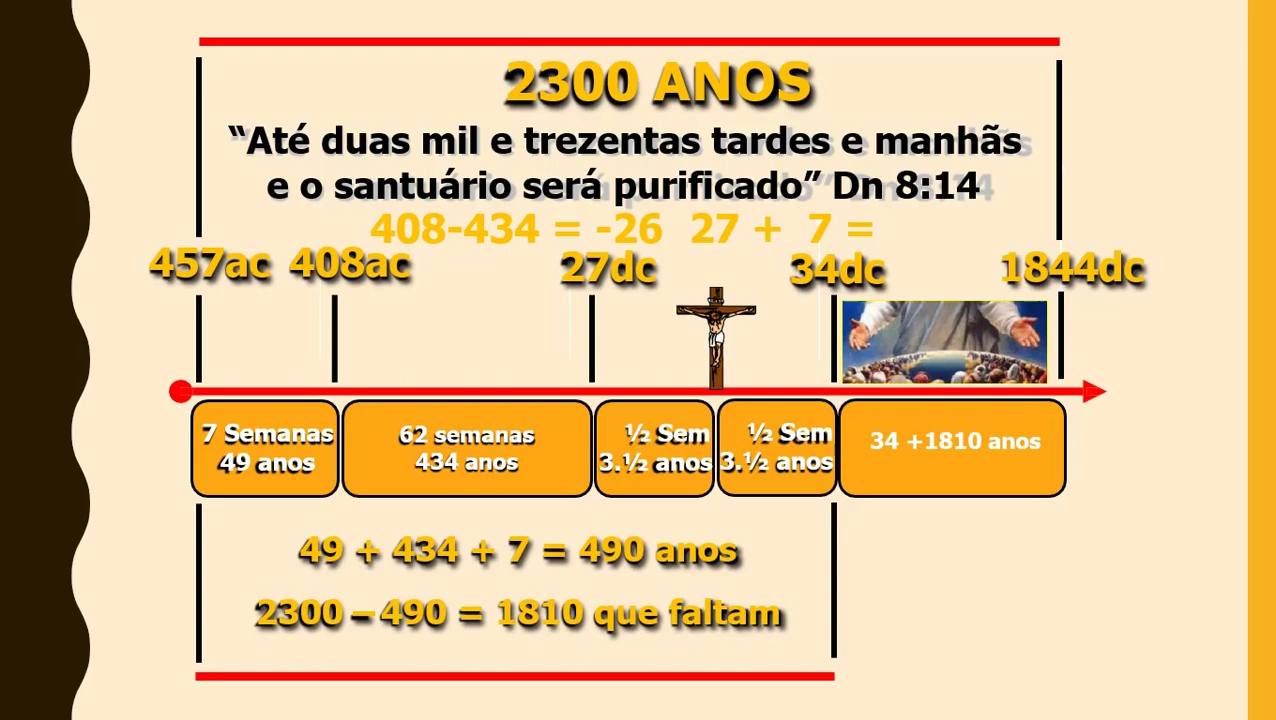 2300 ANOS
“Até duas mil e trezentas tardes e manhãs
e o santuário será purificado” Dn 8:14
408-434 = -26 27 + 7 =
457ac 408ac 27dc 34dc 1844dc
7 Semanas
49 anos
62 semanas
434 anos
½ Sem
3.½ anos
½ Sem
3.½ anos
34 +1810 anos
49 + 434 + 7 = 490 anos
2300 – 490 = 1810 que faltam